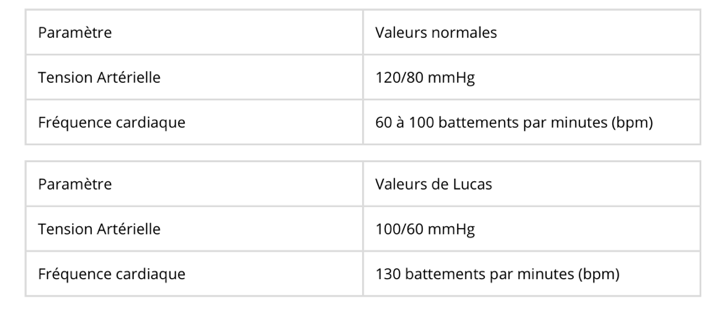 Paramètre Valeurs normales
Tension Artérielle 120/80 mmHg
Fréquence cardiaque 60 à 100 battements par minutes (bpm)
Paramètre Valeurs de Lucas
Tension Artérielle 100/60 mmHg
Fréquence cardiaque 130 battements par minutes (bpm)